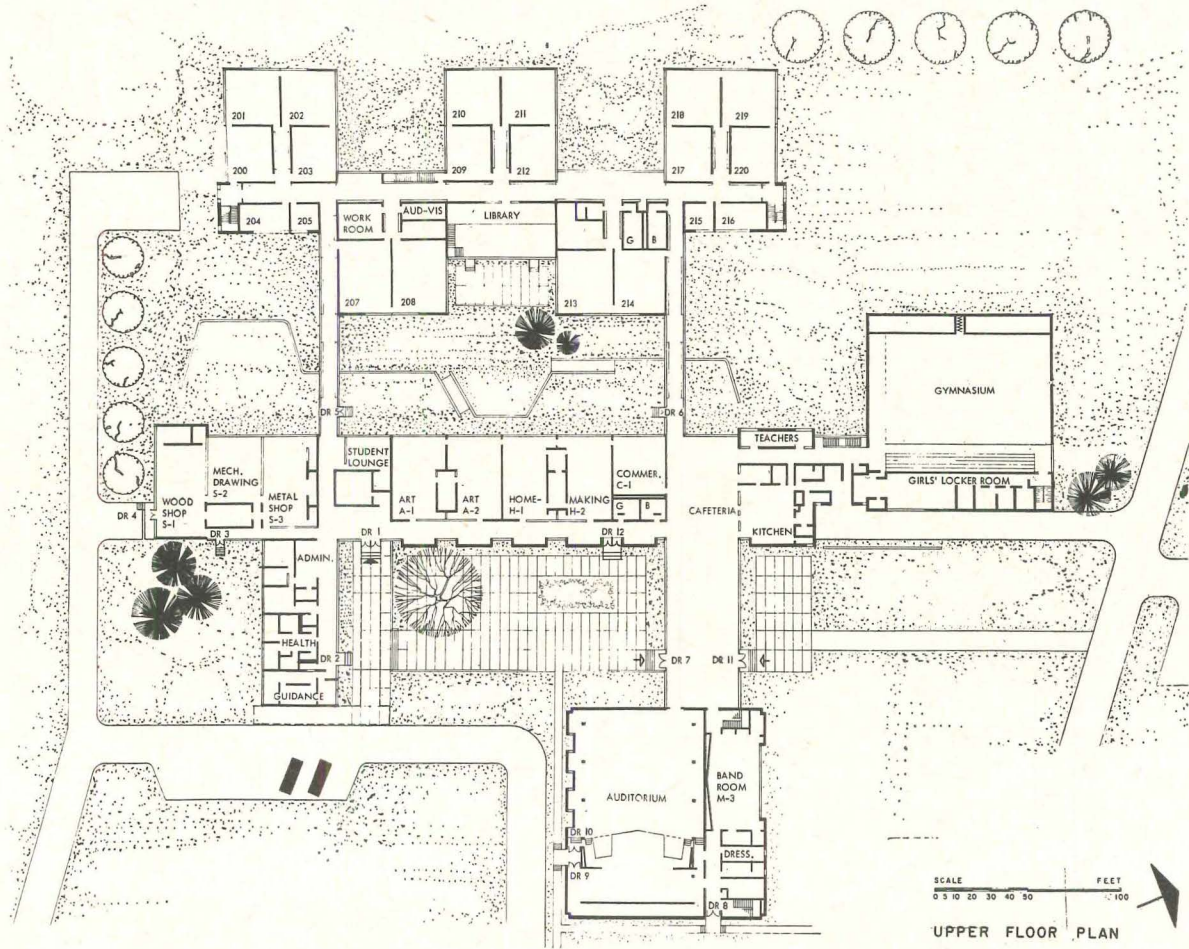 201
202
210
211
218
219
200
203
209
212
217
220
204
205
WORK
ROOM
AUD-VIS
LIBRARY
G
B
215
216
207
208
213
214
GYMNASIUM
DR 5
DR 6
TEACHERS
STUDENT
LOUNGE
MECH.
DRAWING
S-2
WOOD
SHOP
S-1
METAL
SHOP
S-3
ART
A-1
ART
A-2
HOME-
H-1
MAKING
H-2
COMMER.
C-1
G
B
CAFETERIA
KITCHEN
GIRLS' LOCKER ROOM
DR 4
DR 3
DR 1
DR 12
ADMIN.
HEALTH
DR 2
GUIDANCE
DR 7
DR 11
AUDITORIUM
BAND
ROOM
M-3
DR 10
DRESS.
DR 9
DR 8
SCALE FEET
0 5 10 20 30 40 50 100
UPPER FLOOR PLAN